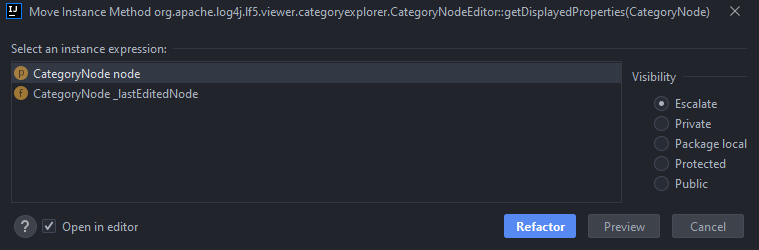 IJ Move Instance Method org.apache.log4j.lf5.viewer.categoryexplorer.CategoryNodeEditor::getDisplayedProperties(CategoryNode)
Select an instance expression:
p CategoryNode node
f CategoryNode _lastEditedNode
Visibility
Escalate
Private
Package local
Protected
Public
? Open in editor
Refactor
Preview
Cancel